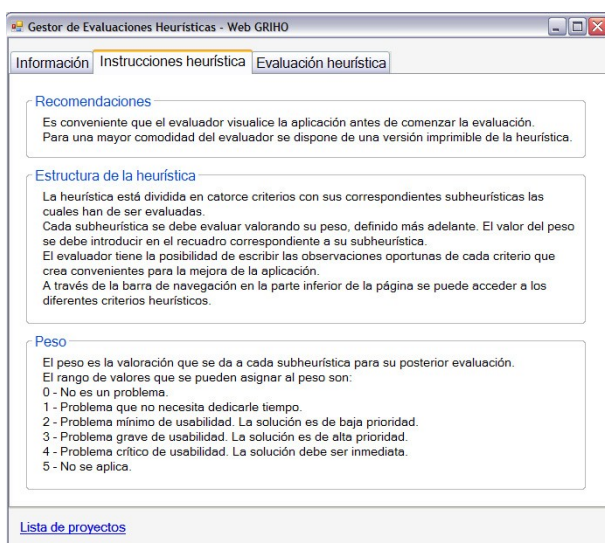 Gestor de Evaluaciones Heurísticas - Web GRIHO
Información Instrucciones heurística Evaluación heurística
Recomendaciones
Es conveniente que el evaluador visualice la aplicación antes de comenzar la evaluación.
Para una mayor comodidad del evaluador se dispone de una versión imprimible de la heurística.
Estructura de la heurística
La heurística está dividida en catorce criterios con sus correspondientes subheurísticas las
cuales han de ser evaluadas.
Cada subheurística se debe evaluar valorando su peso, definido más adelante. El valor del peso
se debe introducir en el recuadro correspondiente a su subheurística.
El evaluador tiene la posibilidad de escribir las observaciones oportunas de cada criterio que
crea convenientes para la mejora de la aplicación.
A través de la barra de navegación en la parte inferior de la página se puede acceder a los
diferentes criterios heurísticos.
Peso
El peso es la valoración que se da a cada subheurística para su posterior evaluación.
El rango de valores que se pueden asignar al peso son:
0 - No es un problema.
1 - Problema que no necesita dedicarle tiempo.
2 - Problema mínimo de usabilidad. La solución es de baja prioridad.
3 - Problema grave de usabilidad. La solución es de alta prioridad.
4 - Problema crítico de usabilidad. La solución debe ser inmediata.
5 - No se aplica.
Lista de proyectos